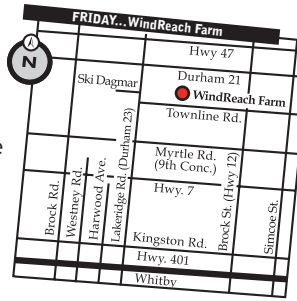 FRIDAY...WindReach Farm
N
Hwy 47
Ski Dagmar
Durham 21
WindReach Farm
Townline Rd.
Myrtle Rd.
(9th Conc.)
Hwy. 7
Brock Rd.
Westney Rd.
Harwood Ave.
Lakeridge Rd. (Durham 23)
Brock St. (Hwy 12)
Simcoe St.
Kingston Rd.
Hwy. 401
Whitby
e